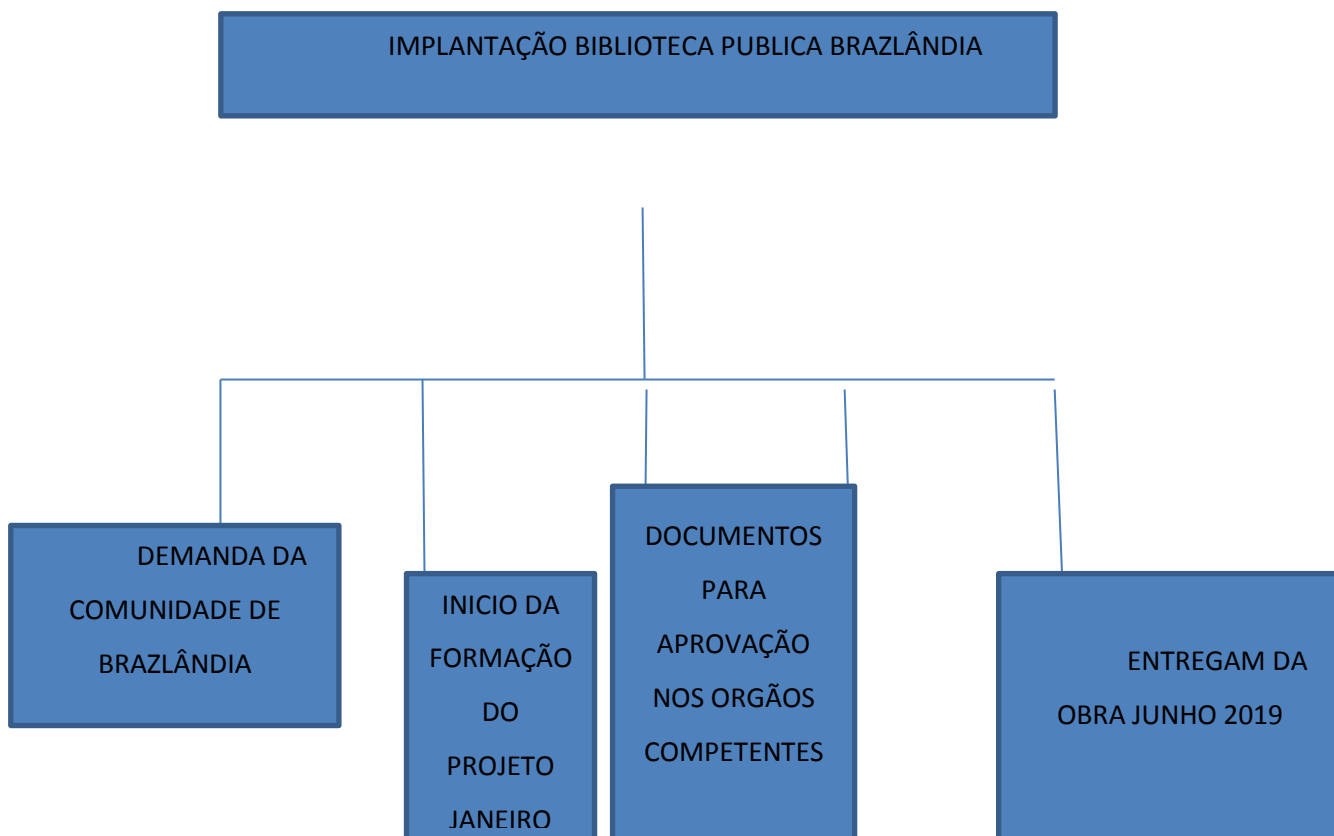 IMPLANTAÇÃO BIBLIOTECA PUBLICA BRAZLÂNDIA
DEMANDA DA
COMUNIDADE DE
BRAZLÂNDIA
INICIO DA
FORMAÇÃO
DO
PROJETO
JANEIRO
DOCUMENTOS
PARA
APROVAÇÃO
NOS ORGÃOS
COMPETENTES
ENTREGAM DA
OBRA JUNHO 2019